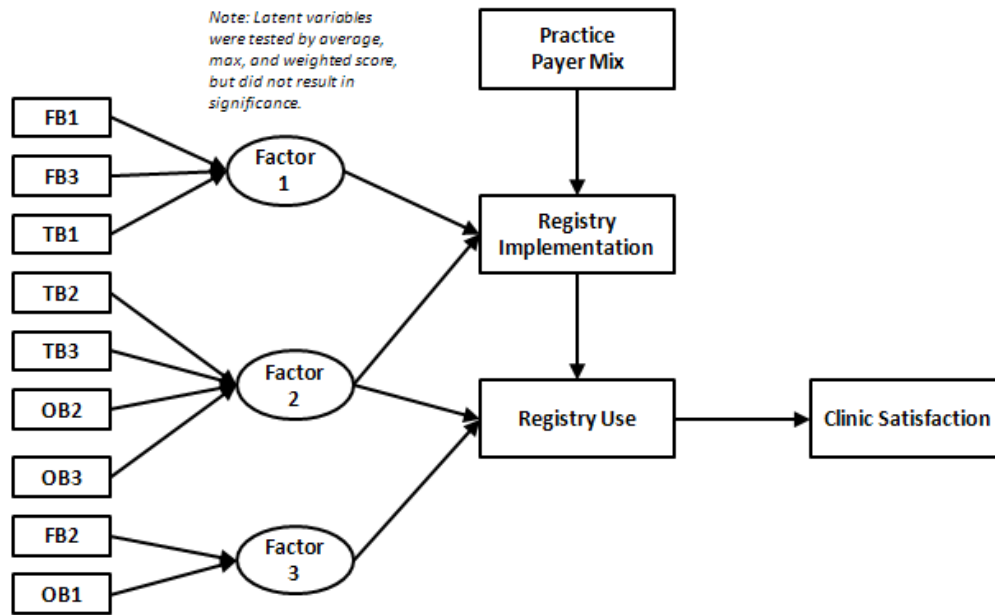 Note: Latent variables
were tested by average,
max, and weighted score,
but did not result in
significance.
Practice
Payer Mix
FB1
FB3
TB1
Factor
1
Registry
Implementation
TB2
TB3
OB2
OB3
Factor
2
Registry Use
Clinic Satisfaction
FB2
OB1
Factor
3